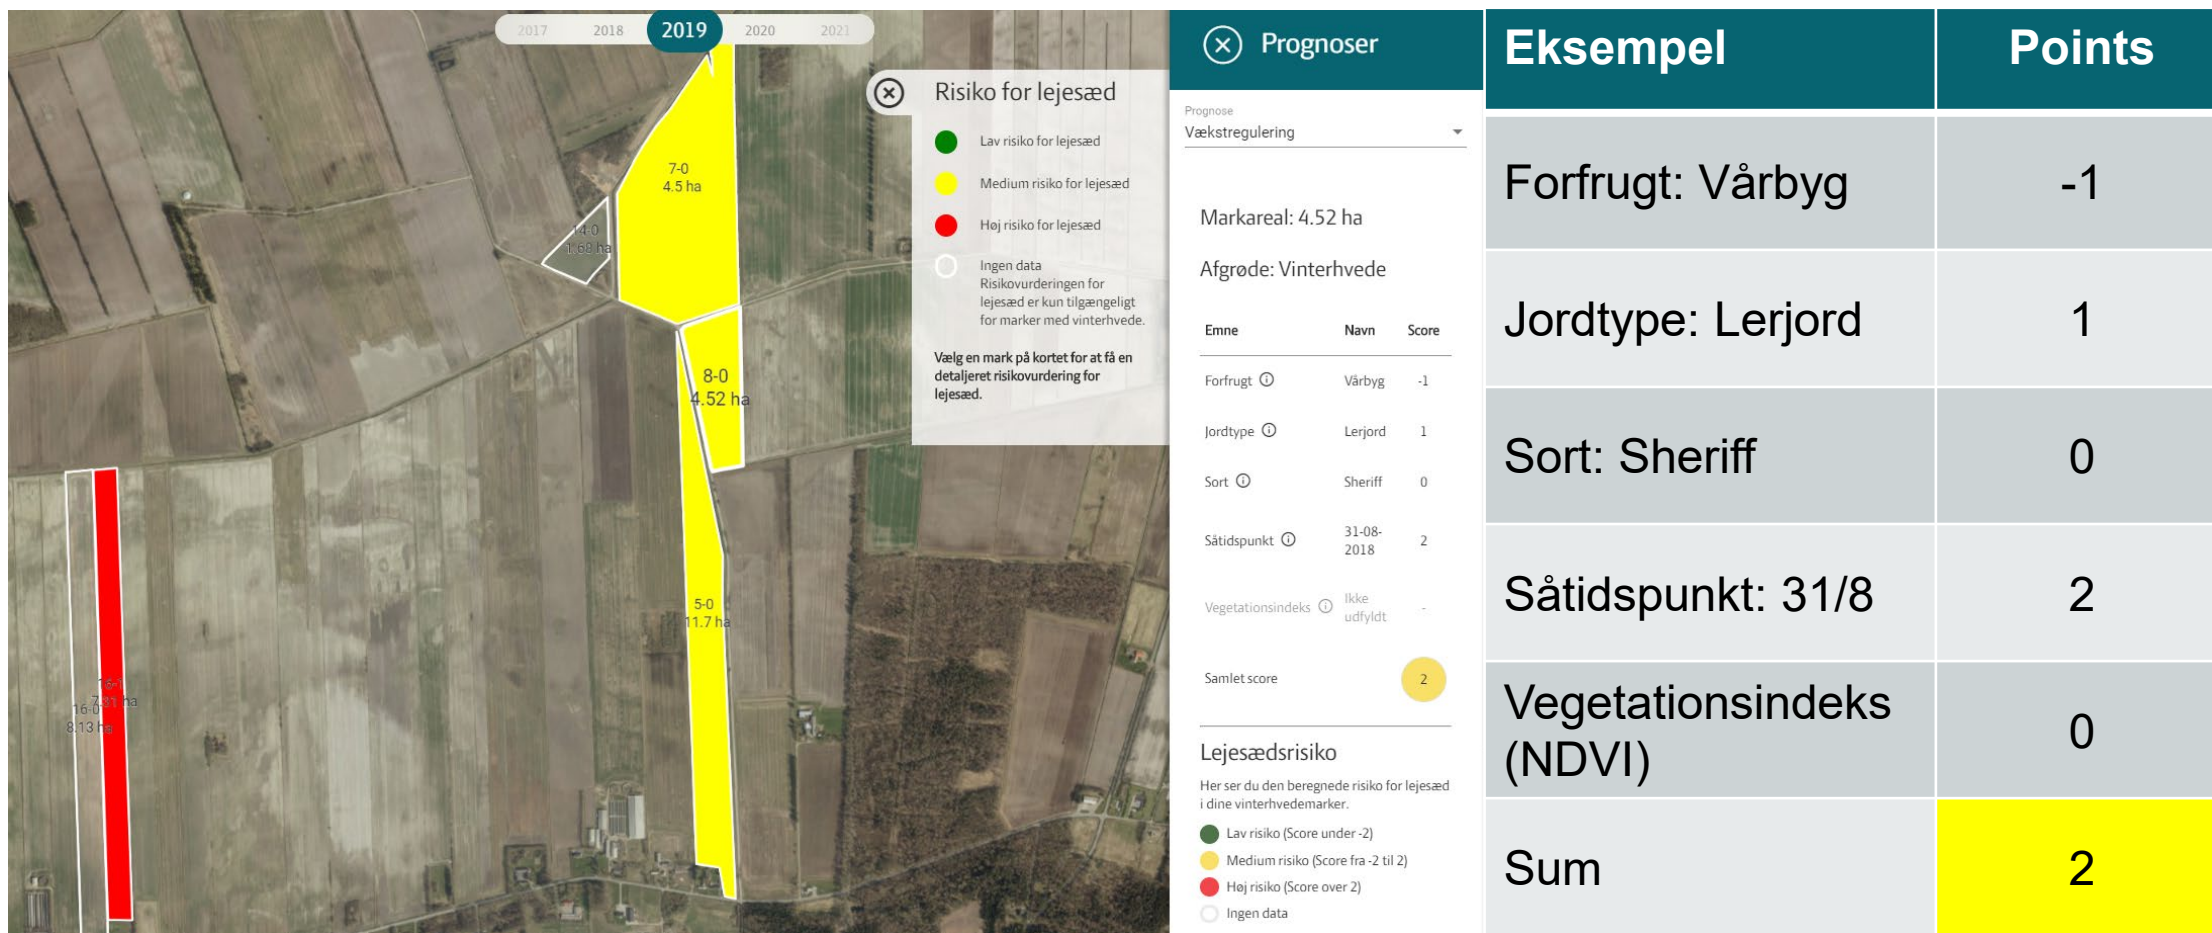 2017 2018 2019 2020 2021
Risiko for lejesæd
Lav risiko for lejesæd
Medium risiko for lejesæd
Høj risiko for lejesæd
Ingen data
Risikovurderingen for
lejesæd er kun tilgængeligt
for marker med vinterhvede.
Vælg en mark på kortet for at få en
detaljeret risikovurdering for
lejesæd.
7-0
4.5 ha
14-0
1.68 ha
8-0
4.52 ha
5-0
11.7 ha
16-1
ha
16-0
8.13 ha
Prognoser
Prognose
Vækstregulering
Markareal: 4.52 ha
Afgrøde: Vinterhvede
Emne Navn Score
Forfrugt Vårbyg -1
Jordtype Lerjord 1
Sort Sheriff 0
Såtidspunkt 31-08-
2018 2
Vegetationsindeks Ikke
udfyldt -
Samlet score 2
Lejesædsrisiko
Her ser du den beregnede risiko for lejesæd
i dine vinterhvedemarker.
Lav risiko (Score under -2)
Medium risiko (Score fra -2 til 2)
Høj risiko (Score over 2)
Ingen data
Eksempel Points
Forfrugt: Vårbyg -1
Jordtype: Lerjord 1
Sort: Sheriff 0
Såtidspunkt: 31/8 2
Vegetationsindeks
(NDVI) 0
Sum 2